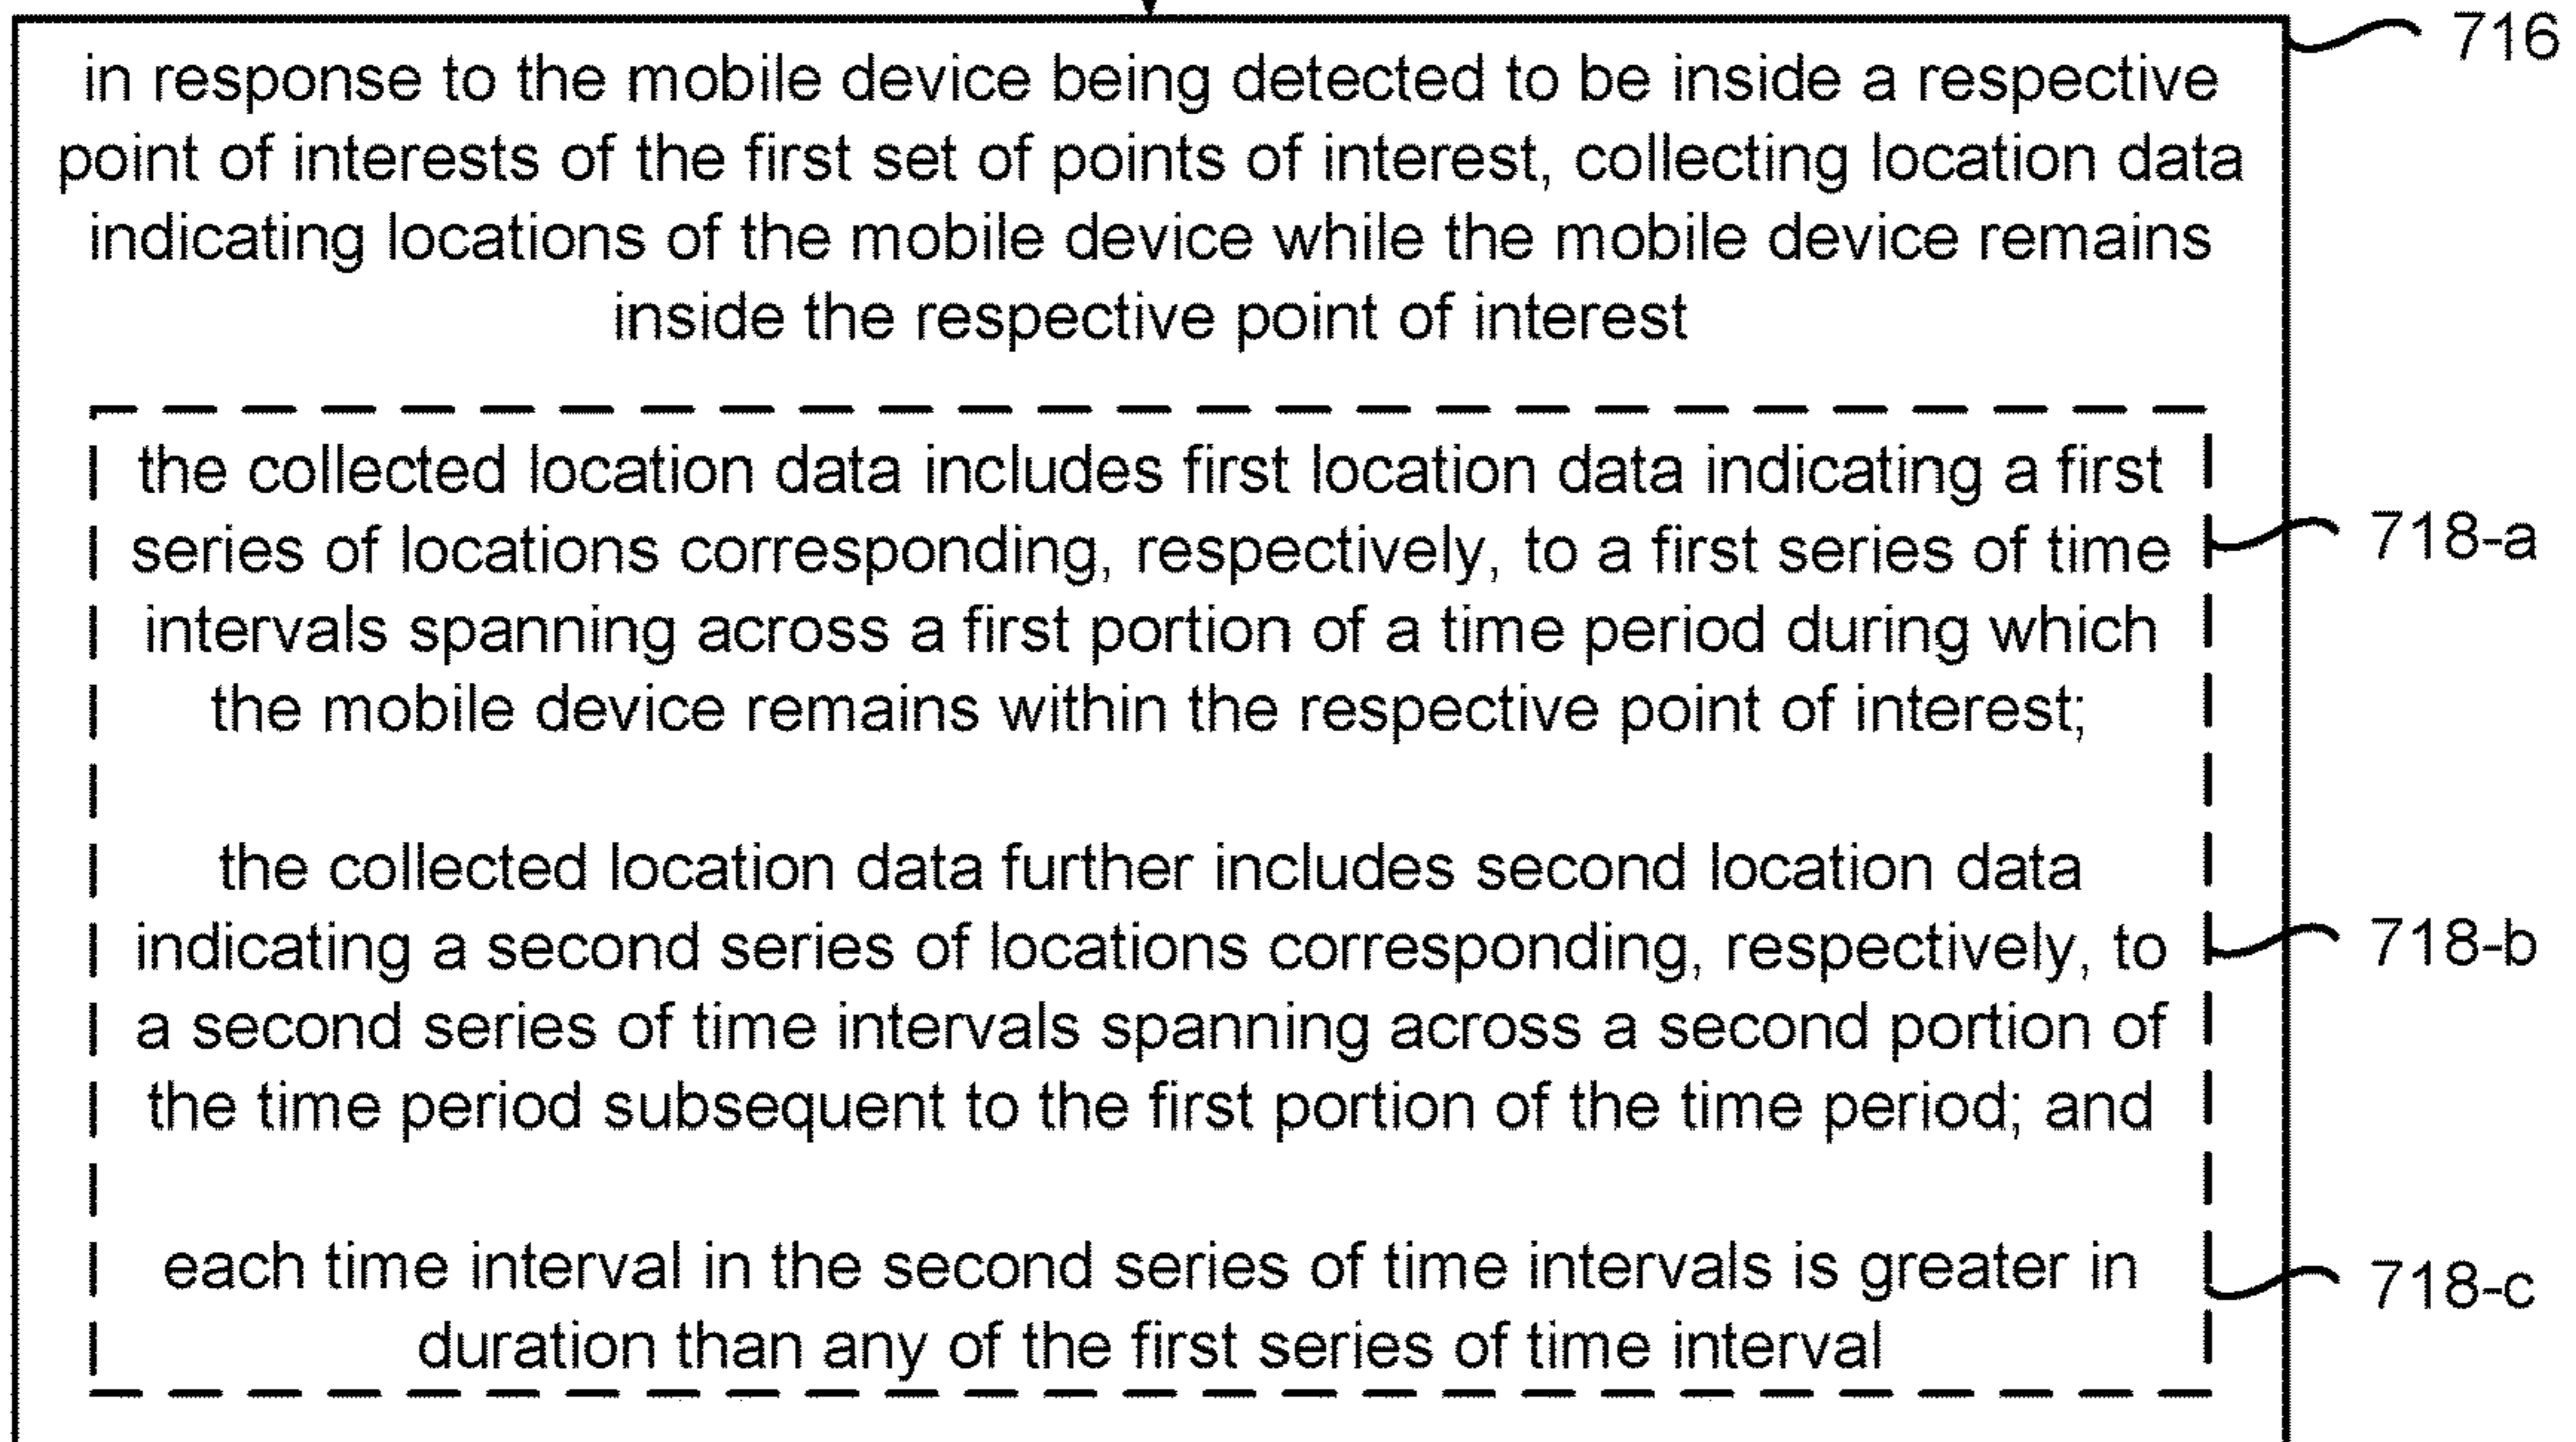 716
in response to the mobile device being detected to be inside a respective
point of interests of the first set of points of interest, collecting location data
indicating locations of the mobile device while the mobile device remains
inside the respective point of interest
the collected location data includes first location data indicating a first
series of locations corresponding, respectively, to a first series of time
718-a
intervals spanning across a first portion of a time period during which
the mobile device remains within the respective point of interest;
the collected location data further includes second location data
indicating a second series of locations corresponding, respectively, to
718-b
a second series of time intervals spanning across a second portion of
the time period subsequent to the first portion of the time period; and
each time interval in the second series of time intervals is greater in
718-c
duration than any of the first series of time interval